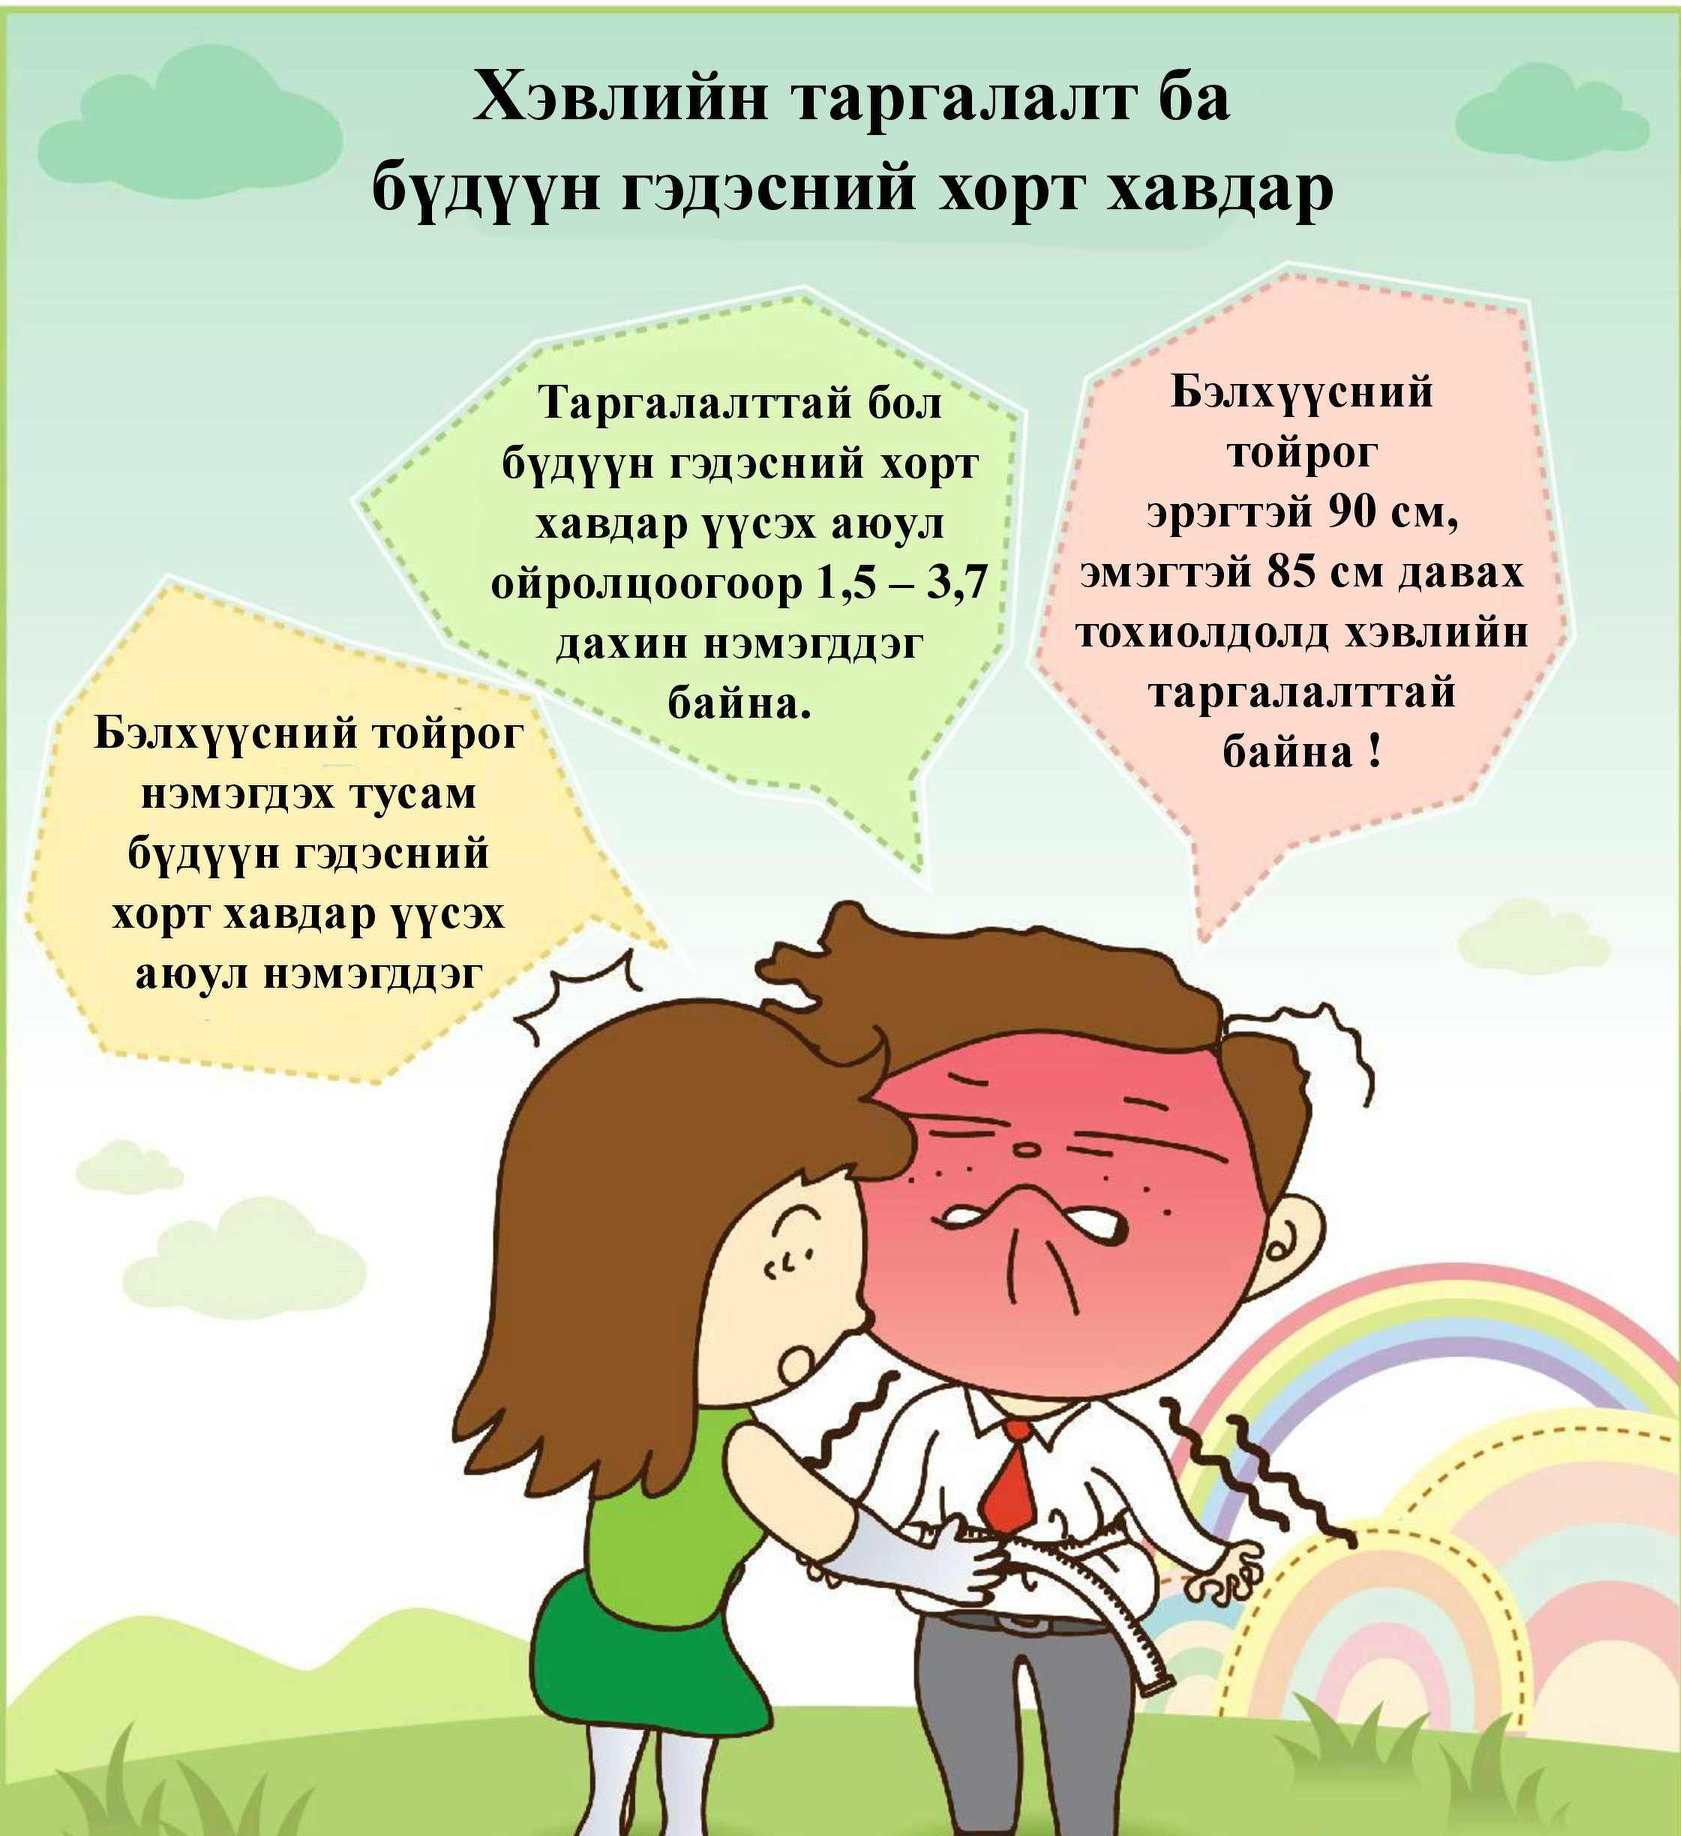 Хэвлийн таргалалт ба
бүдүүн гэдэсний хорт хавдар
Бэлхүүсний тойрог
нэмэгдэх тусам
бүдүүн гэдэсний
хорт хавдар үүсэх
аюул нэмэгддэг
Таргалалттай бол
бүдүүн гэдэсний хорт
хавдар үүсэх аюул
ойролцоогоор 1,5 – 3,7
дахин нэмэгддэг
байна.
Бэлхүүсний
тойрог
эрэгтэй 90 см,
эмэгтэй 85 см давах
тохиолдолд хэвлийн
таргалалттай
байна !